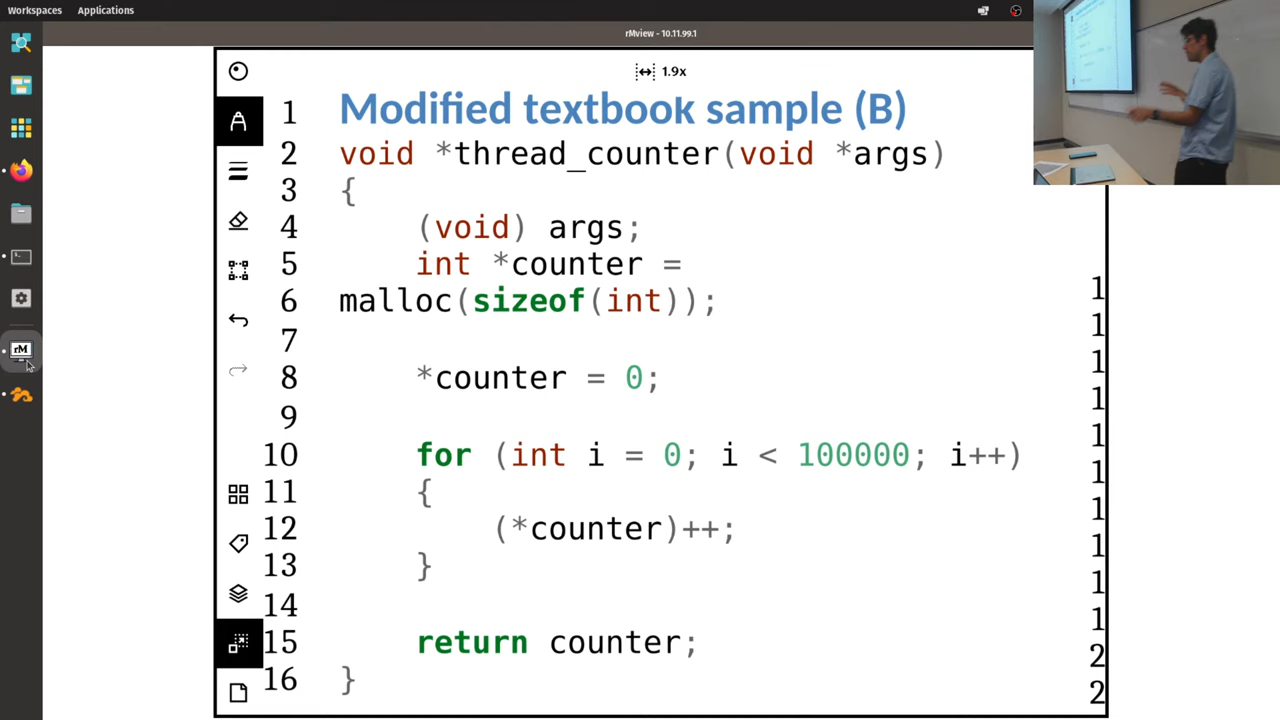 Workspaces Applications
rMview - 10.11.99.1
1.9x
1 Modified textbook sample (B)
2 void *thread_counter(void *args)
3 {
4 (void) args;
5 int *counter =
6 malloc(sizeof(int));
7
8 *counter = 0;
9
10 for (int i = 0; i < 100000; i++)
11 {
12 (*counter)++;
13 }
14
15 return counter;
16 }
1
1
1
1
1
1
1
1
1
1
2
2
rM